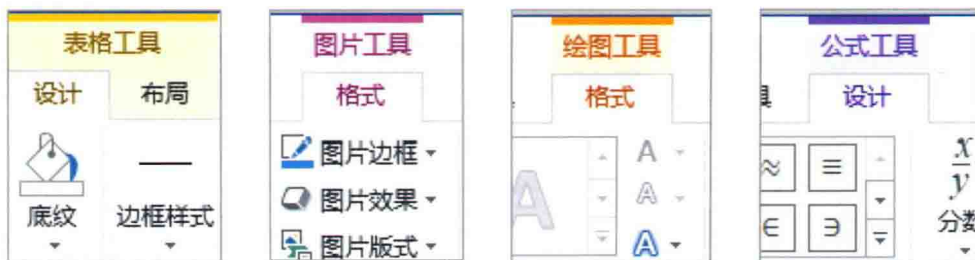 表格工具
设计 布局
底纹 边框样式
图片工具
格式
图片边框
图片效果
图片版式
绘图工具
格式
A
A
A
A
公式工具
设计
≈ ≡
∈ ∋
x
y
分数